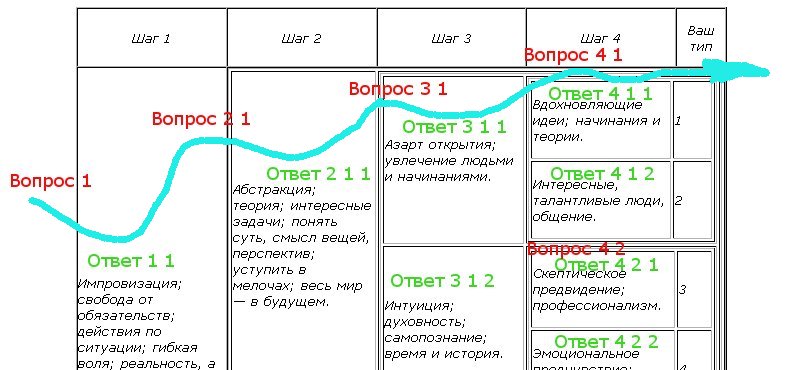 Шаг 1
Шаг 2
Шаг 3
Шаг 4
Ваш
тип
Вопрос 1
Ответ 1 1
Импровизация;
свобода от
обязательств;
действия по
ситуации; гибкая
воля; реальность, а
Вопрос 2 1
Ответ 2 1 1
Абстракция;
теория; интересные
задачи; понять
суть, смысл вещей,
перспектив;
уступить в
мелочах; весь мир
— в будущем.
Вопрос 3 1
Ответ 3 1 1
Азарт открытия;
увлечение людьми
и начинаниями.
Ответ 3 1 2
Интуиция;
духовность;
самопознание;
время и история.
Вопрос 4 1
Ответ 4 1 1
Вдохновляющие
идеи; начинания и
теории.
1
Ответ 4 1 2
Интересные,
талантливые люди,
общение.
2
Вопрос 4 2
Ответ 4 2 1
Скептическое
предвидение;
профессионализм.
3
Ответ 4 2 2
Эмоциональное